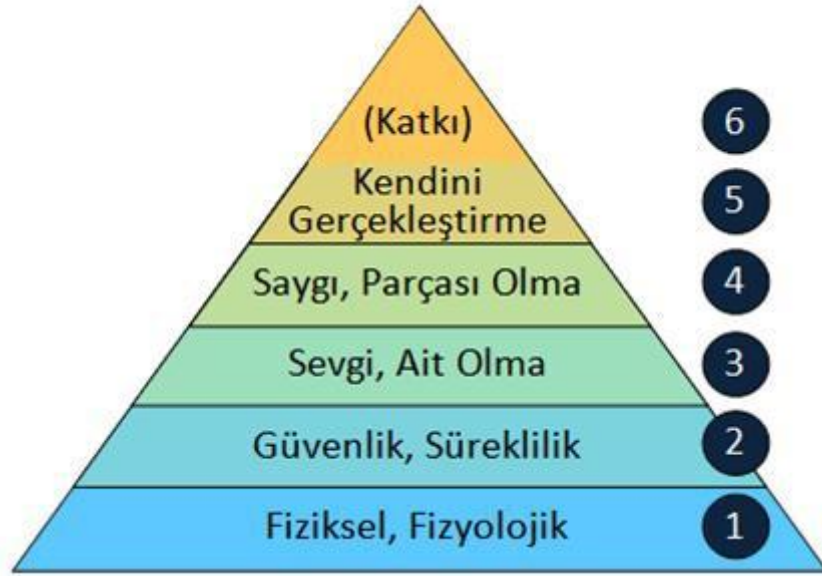 (Katkı) 6
Kendini
Gerçekleştirme 5
Saygı, Parçası Olma 4
Sevgi, Ait Olma 3
Güvenlik, Süreklilik 2
Fiziksel, Fizyolojik 1